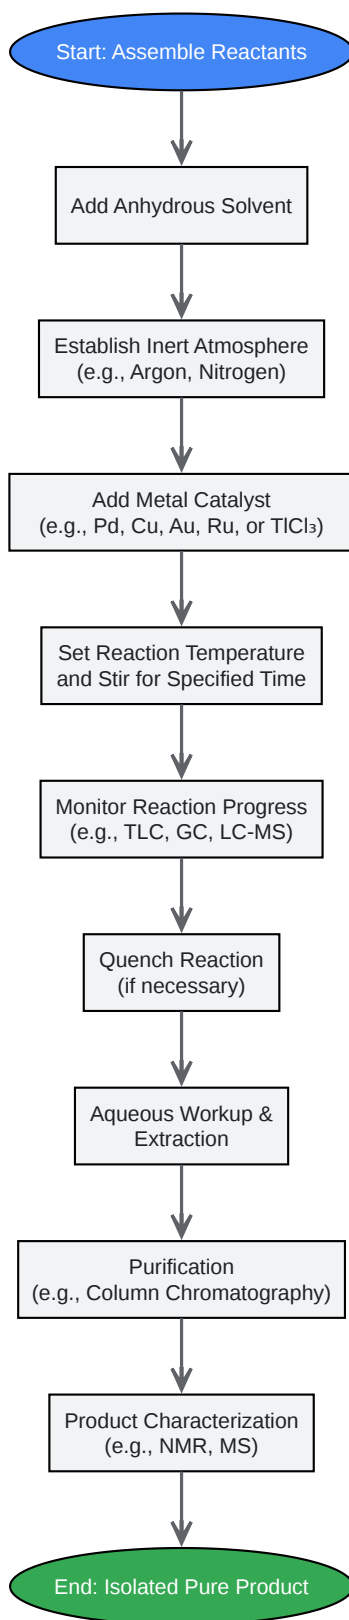 Start: Assemble Reactants
Add Anhydrous Solvent
Establish Inert Atmosphere
(e.g., Argon, Nitrogen)
Add Metal Catalyst
(e.g., Pd, Cu, Au, Ru, or TlCl₃)
Set Reaction Temperature
and Stir for Specified Time
Monitor Reaction Progress
(e.g., TLC, GC, LC-MS)
Quench Reaction
(if necessary)
Aqueous Workup &
Extraction
Purification
(e.g., Column Chromatography)
Product Characterization
(e.g., NMR, MS)
End: Isolated Pure Product